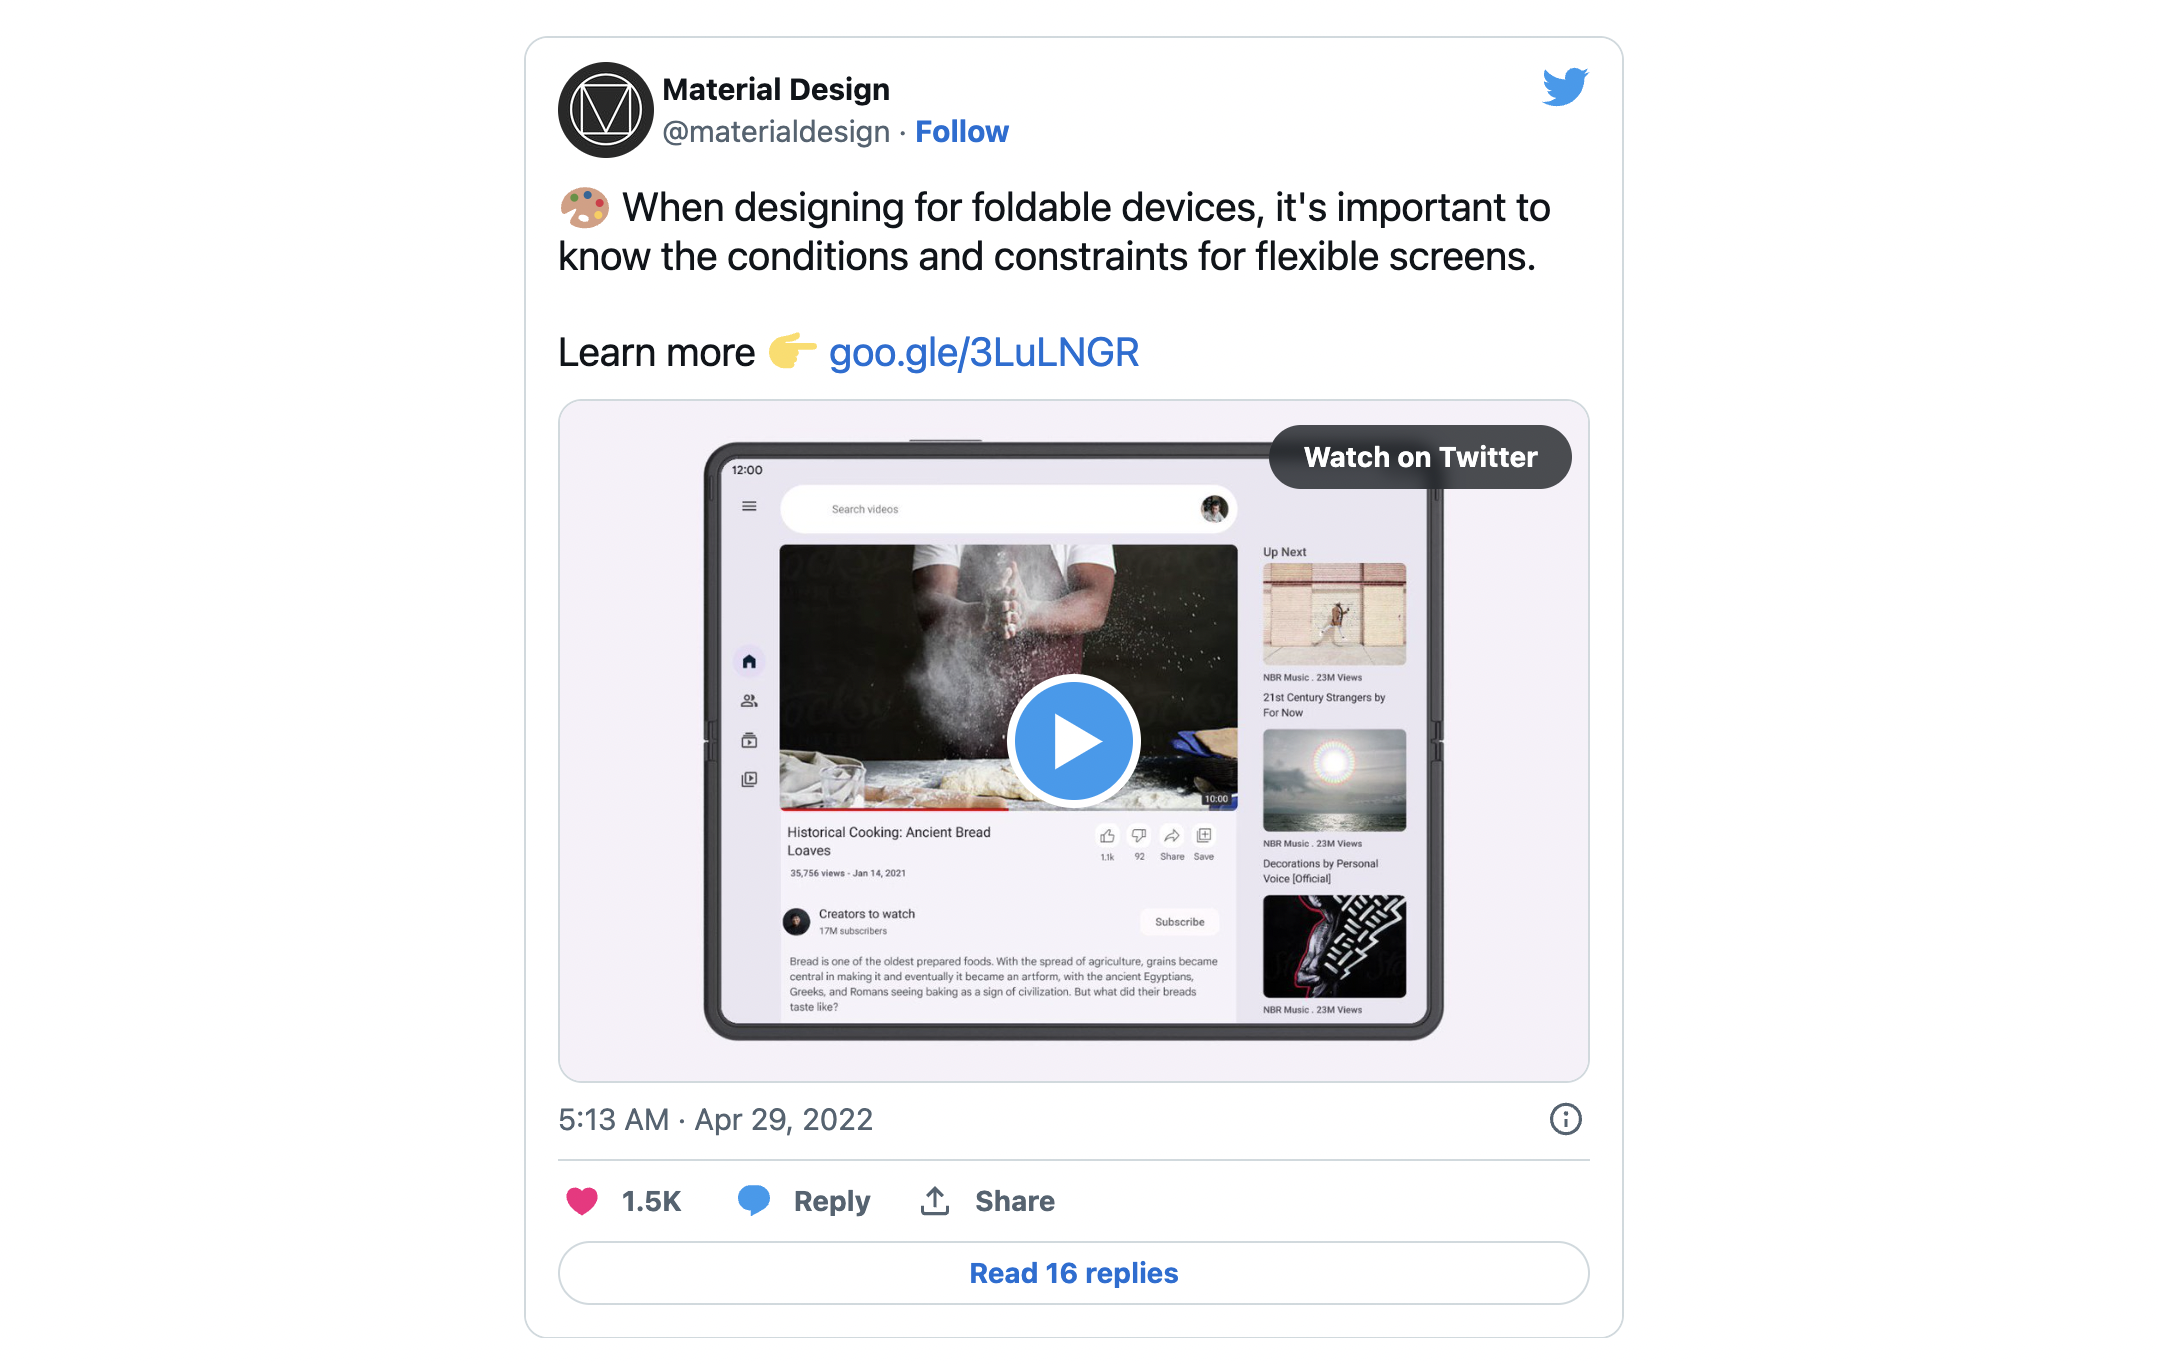 Material Design
@materialdesign · Follow
🎨 When designing for foldable devices, it's important to
know the conditions and constraints for flexible screens.
Learn more 👉 goo.gle/3LuLNGR
Watch on Twitter
12:00
Search videos
10:00
Historical Cooking: Ancient Bread
Loaves
35,756 views - Jan 14, 2021
1.1k 92 Share Save
Creators to watch
17M subscribers
Subscribe
Bread is one of the oldest prepared foods. With the spread of agriculture, grains became
central in making it and eventually it became an artform, with the ancient Egyptians,
Greeks, and Romans seeing baking as a sign of civilization. But what did their breads
taste like?
Up Next
NBR Music . 23M Views
21st Century Strangers by
For Now
NBR Music . 23M Views
Decorations by Personal
Voice [Official]
NBR Music . 23M Views
5:13 AM · Apr 29, 2022
1.5K Reply Share
Read 16 replies